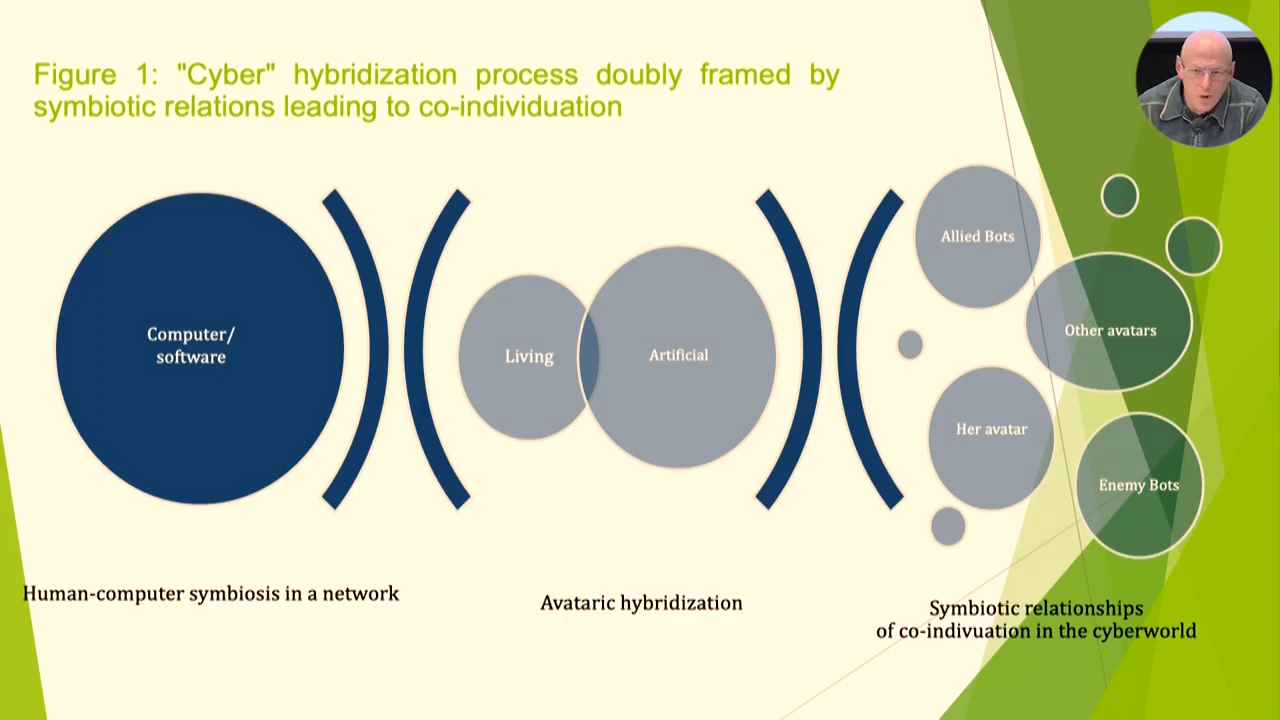 Figure 1: "Cyber" hybridization process doubly framed by
symbiotic relations leading to co-individuation
Computer/
software
Living
Artificial
Allied Bots
Other avatars
Her avatar
Enemy Bots
Human-computer symbiosis in a network
Avataric hybridization
Symbiotic relationships
of co-indivuation in the cyberworld